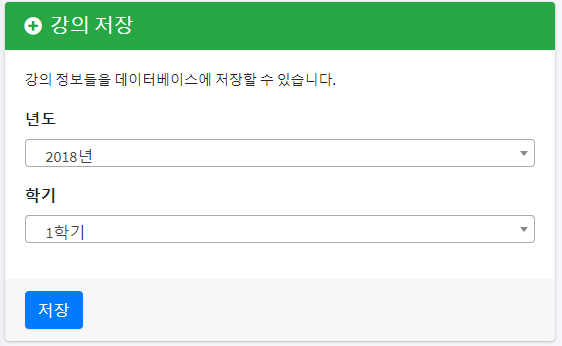 강의 저장
강의 정보들을 데이터베이스에 저장할 수 있습니다.
년도
2018년
학기
1학기
저장